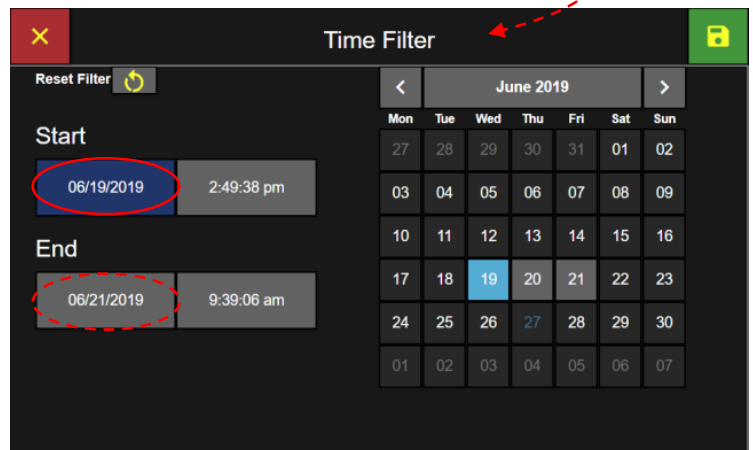 Time Filter
Reset Filter
Start
06/19/2019 2:49:38 pm
End
06/21/2019 9:39:06 am
June 2019
Mon Tue Wed Thu Fri Sat Sun
27 28 29 30 31 01 02
03 04 05 06 07 08 09
10 11 12 13 14 15 16
17 18 19 20 21 22 23
24 25 26 27 28 29 30
01 02 03 04 05 06 07